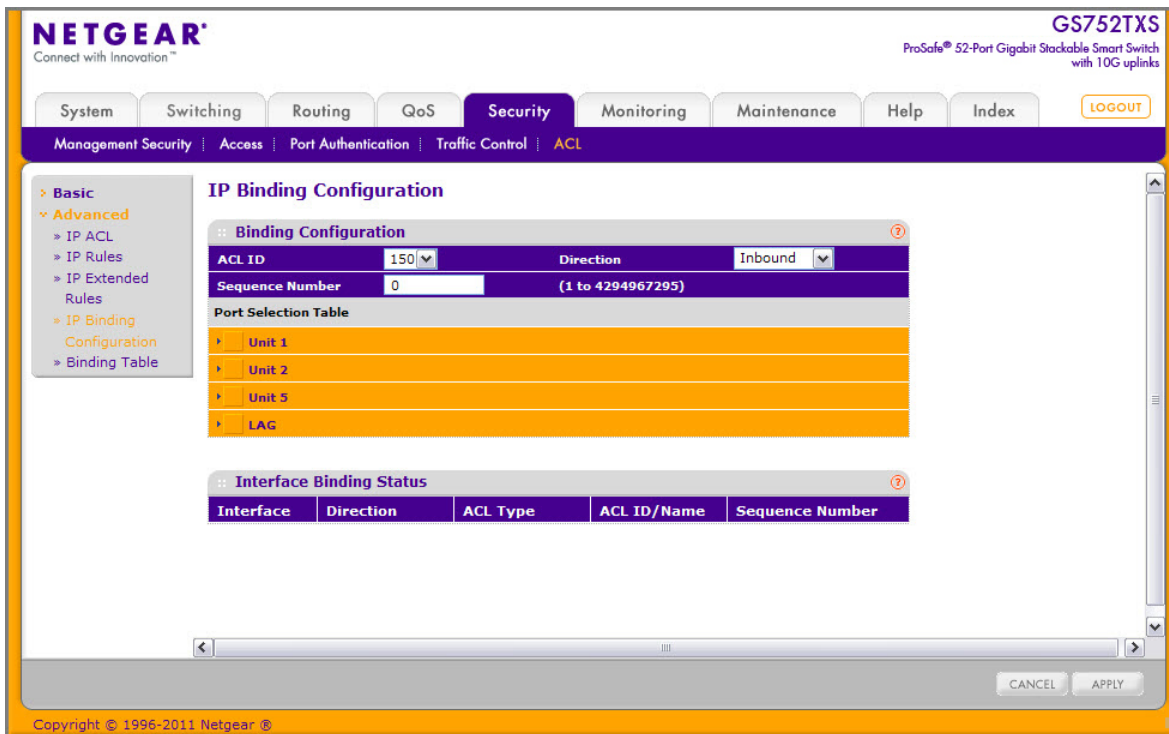 NETGEAR®
Connect with Innovation™
GS752TXS
ProSafe® 52-Port Gigabit Stackable Smart Switch
with 10G uplinks
System Switching Routing QoS Security Monitoring Maintenance Help Index LOGOUT
Management Security Access Port Authentication Traffic Control ACL
Basic
Advanced
» IP ACL
» IP Rules
» IP Extended
Rules
» IP Binding
Configuration
» Binding Table
IP Binding Configuration
Binding Configuration ?
ACL ID 150 Direction Inbound
Sequence Number 0 (1 to 4294967295)
Port Selection Table
Unit 1
Unit 2
Unit 5
LAG
Interface Binding Status ?
Interface Direction ACL Type ACL ID/Name Sequence Number
CANCEL APPLY
Copyright © 1996-2011 Netgear ®